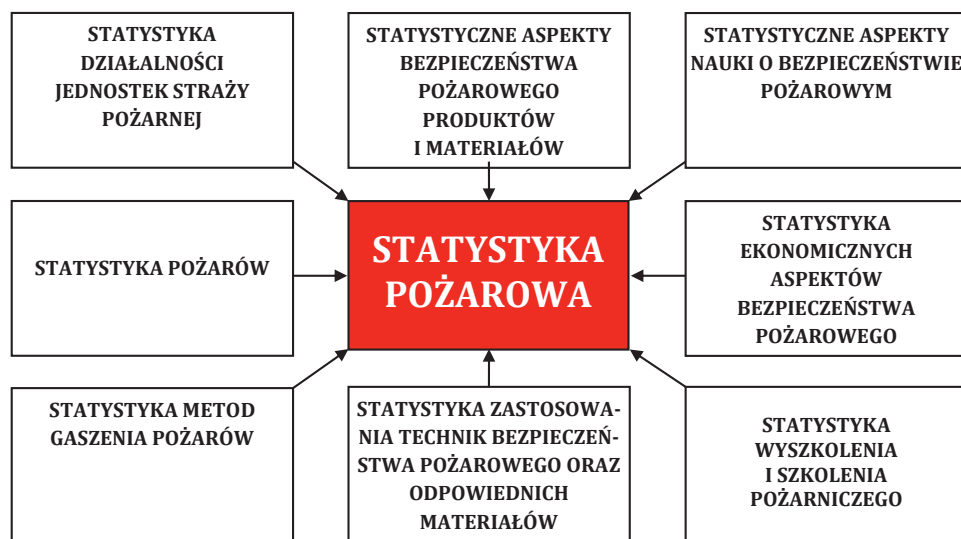 STATYSTYKA
DZIAŁALNOŚCI
JEDNOSTEK STRAŻY
POŻARNEJ
STATYSTYCZNE ASPEKTY
BEZPIECZEŃSTWA
POŻAROWEGO
PRODUKTÓW
I MATERIAŁÓW
STATYSTYCZNE ASPEKTY
NAUKI O BEZPIECZEŃSTWIE
POŻAROWYM
STATYSTYKA POŻARÓW
STATYSTYKA
POŻAROWA
STATYSTYKA
EKONOMICZNYCH
ASPEKTÓW
BEZPIECZEŃSTWA
POŻAROWEGO
STATYSTYKA METOD
GASZENIA POŻARÓW
STATYSTYKA ZASTOSOWA-
NIA TECHNIK BEZPIECZEŃ-
STWA POŻAROWEGO ORAZ
ODPOWIEDNICH
MATERIAŁÓW
STATYSTYKA
WYSZKOLENIA
I SZKOLENIA
POŻARNICZEGO